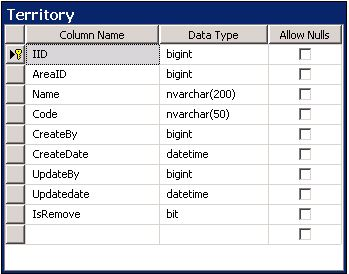 Territory
Column Name Data Type Allow Nulls
IID bigint
AreaID bigint
Name nvarchar(200)
Code nvarchar(50)
CreateBy bigint
CreateDate datetime
UpdateBy bigint
Updatedate datetime
IsRemove bit